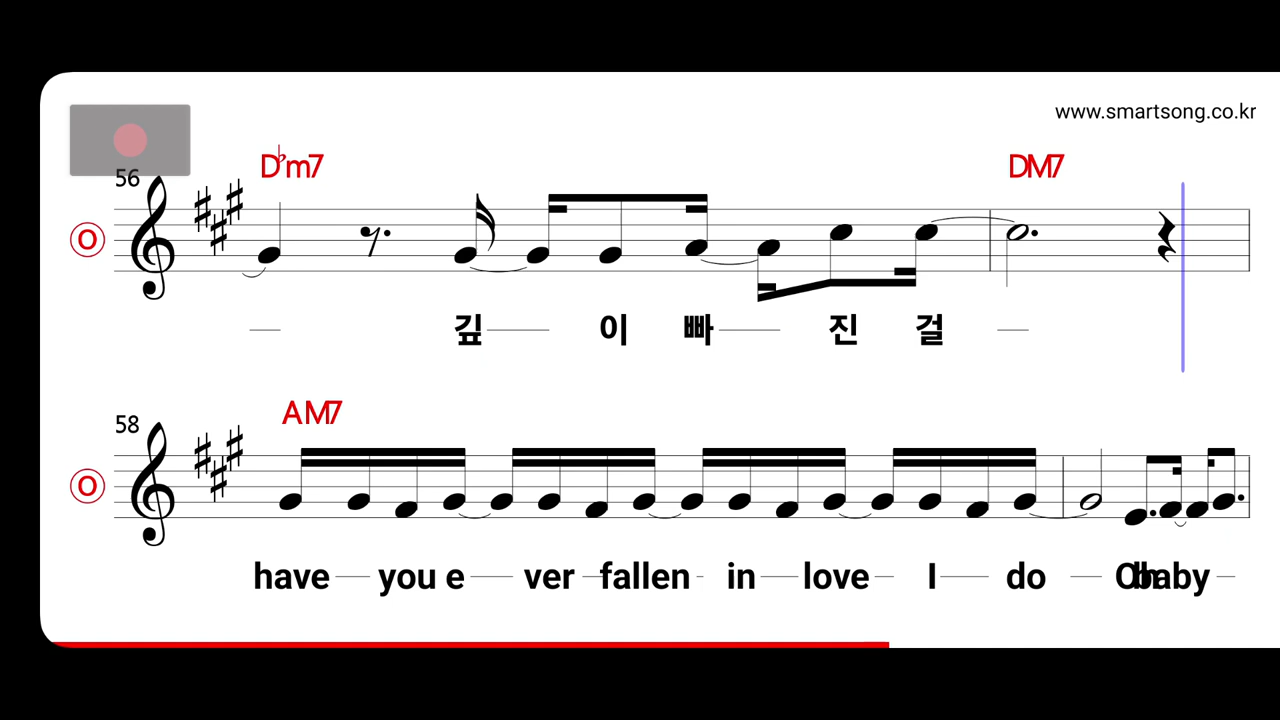 www.smartsong.co.kr
D♭m7 DM7
56
O
깊 이 빠 진 걸
AM7
58
O
have you e ver fallen in love I do Oh baby